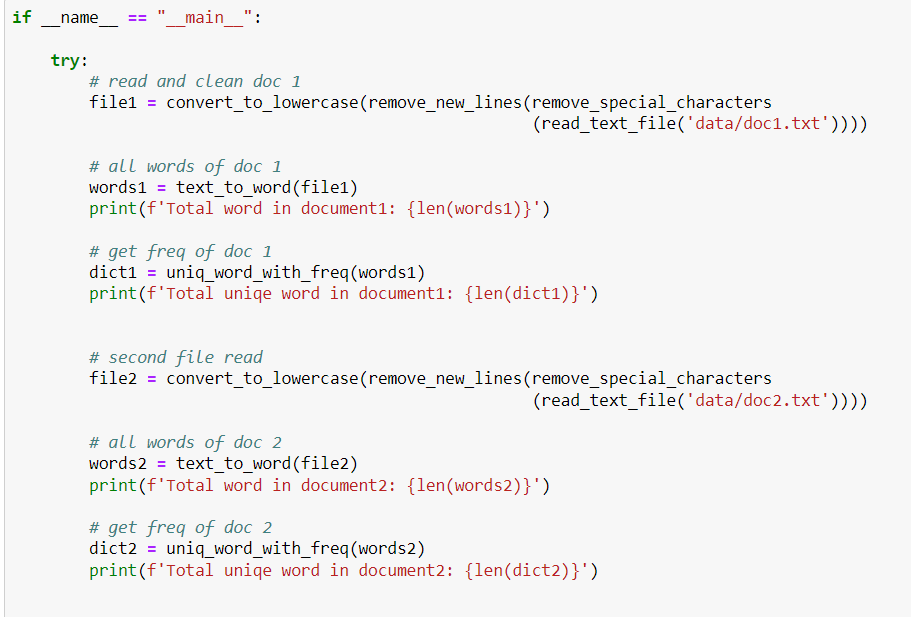 if __name__ == "__main__":
    try:
        # read and clean doc 1
        file1 = convert_to_lowercase(remove_new_lines(remove_special_characters
                                                      (read_text_file('data/doc1.txt'))))
        # all words of doc 1
        words1 = text_to_word(file1)
        print(f'Total word in document1: {len(words1)}')
        # get freq of doc 1
        dict1 = uniq_word_with_freq(words1)
        print(f'Total uniqe word in document1: {len(dict1)}')
        # second file read
        file2 = convert_to_lowercase(remove_new_lines(remove_special_characters
                                                      (read_text_file('data/doc2.txt'))))
        # all words of doc 2
        words2 = text_to_word(file2)
        print(f'Total word in document2: {len(words2)}')
        # get freq of doc 2
        dict2 = uniq_word_with_freq(words2)
        print(f'Total uniqe word in document2: {len(dict2)}')